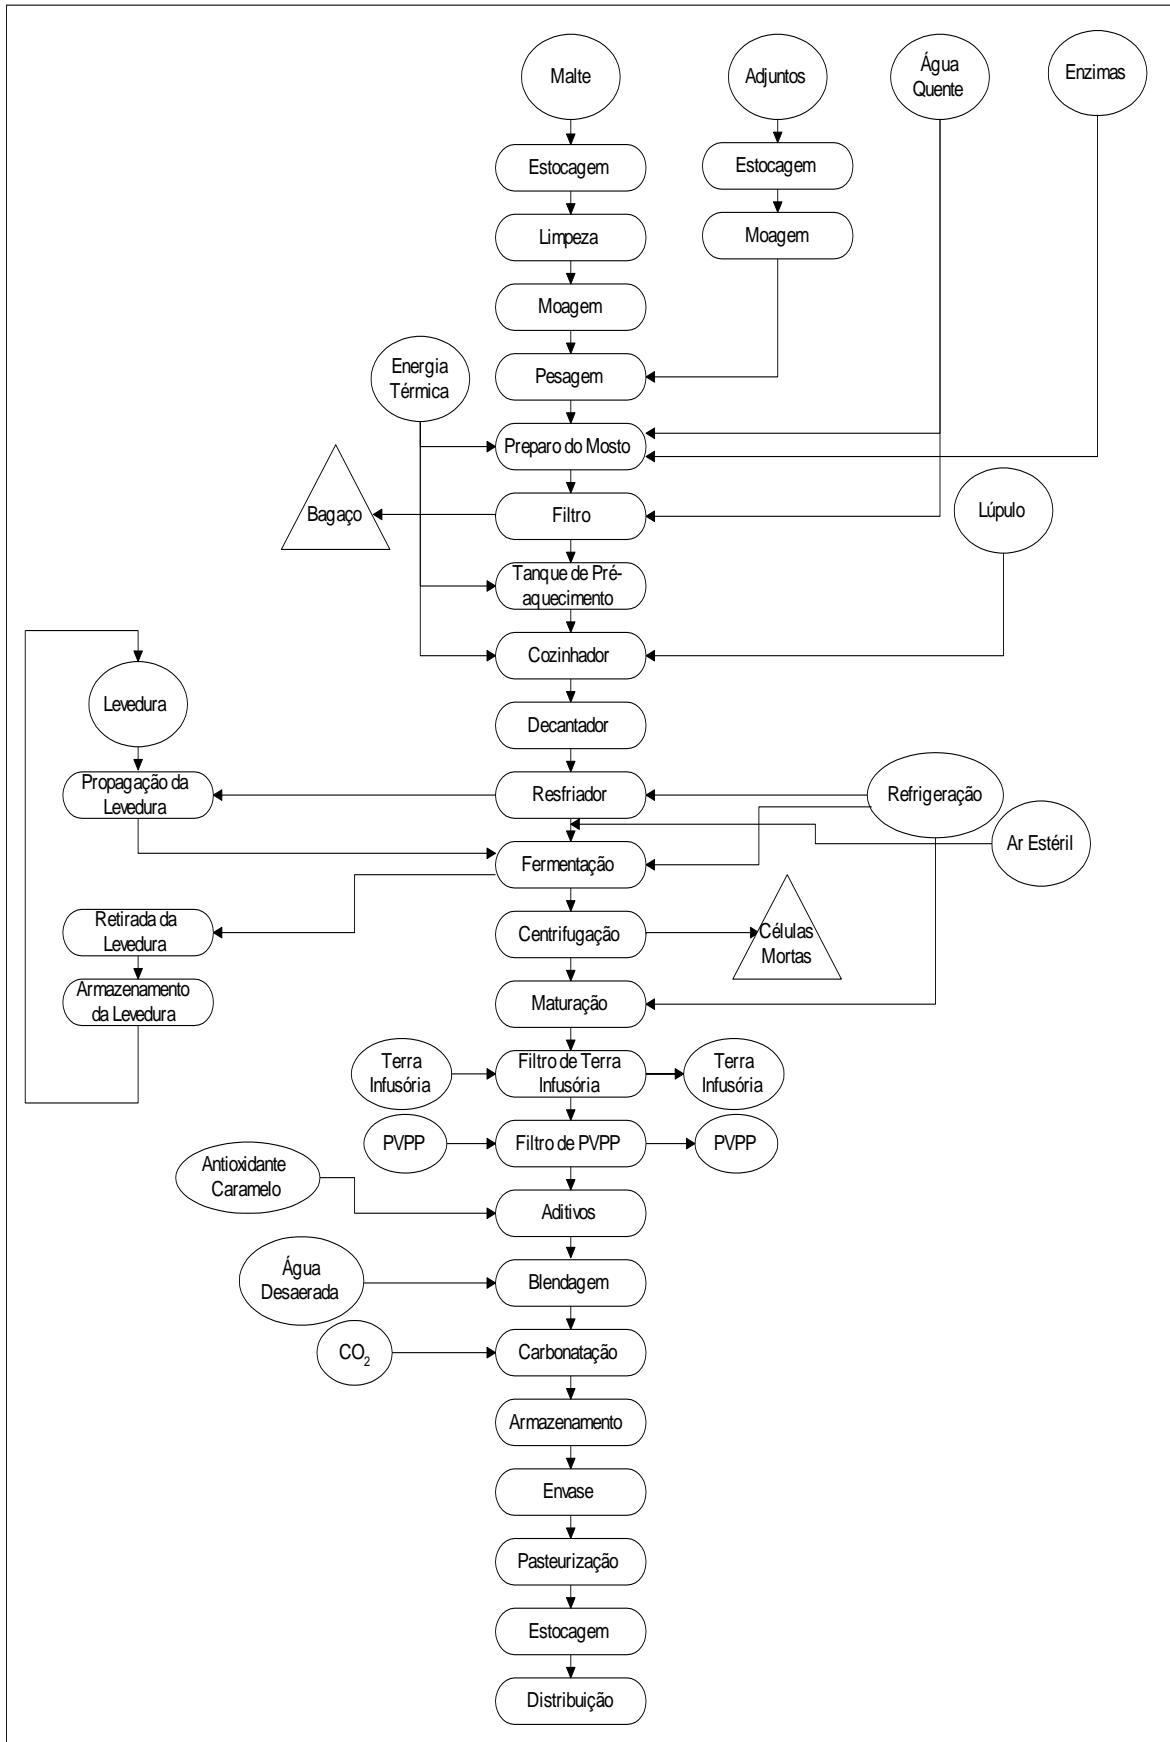 Malte
Adjuntos
Água
Quente
Enzimas
Estocagem
Estocagem
Limpeza
Moagem
Moagem
Energia
Térmica
Pesagem
Preparo do Mosto
Bagaço
Filtro
Lúpulo
Tanque de Pré-
aquecimento
Cozinhador
Levedura
Decantador
Propagação da
Levedura
Resfriador
Refrigeração
Ar Estéril
Fermentação
Retirada da
Levedura
Centrifugação
Células
Mortas
Armazenamento
da Levedura
Maturação
Terra
Infusória
Filtro de Terra
Infusória
Terra
Infusória
PVPP
Filtro de PVPP
PVPP
Antioxidante
Caramelo
Aditivos
Água
Desaerada
Blendagem
CO₂
Carbonatação
Armazenamento
Envase
Pasteurização
Estocagem
Distribuição